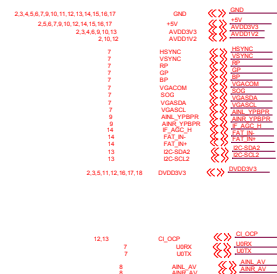 2,3,4,5,6,7,9,10,11,12,13,14,15,16,17 GND GND
2,5,6,7,9,10,12,14,15,16,17 +5V +5V
2,3,4,6,9,10,13 AVDD3V3 AVDD3V3
2,10,12 AVDD1V2 AVDD1V2
7 HSYNC HSYNC
7 VSYNC VSYNC
7 RP RP
7 GP GP
7 BP BP
7 VGACOM VGACOM
7 SOG SOG
7 VGASDA VGASDA
7 VGASCL VGASCL
9 AINL_YPBPR AINL_YPBPR
9 AINR_YPBPR AINR_YPBPR
14 IF_AGC_H IF_AGC_H
14 FAT_IN- FAT_IN-
14 FAT_IN+ FAT_IN+
13 I2C-SDA2 I2C-SDA2
13 I2C-SCL2 I2C-SCL2
2,3,5,11,12,16,17,18 DVDD3V3 DVDD3V3
12,13 CI_OCP CI_OCP
7 U0RX U0RX
7 U0TX U0TX
8 AINL_AV AINL_AV
8 AINR_AV AINR_AV